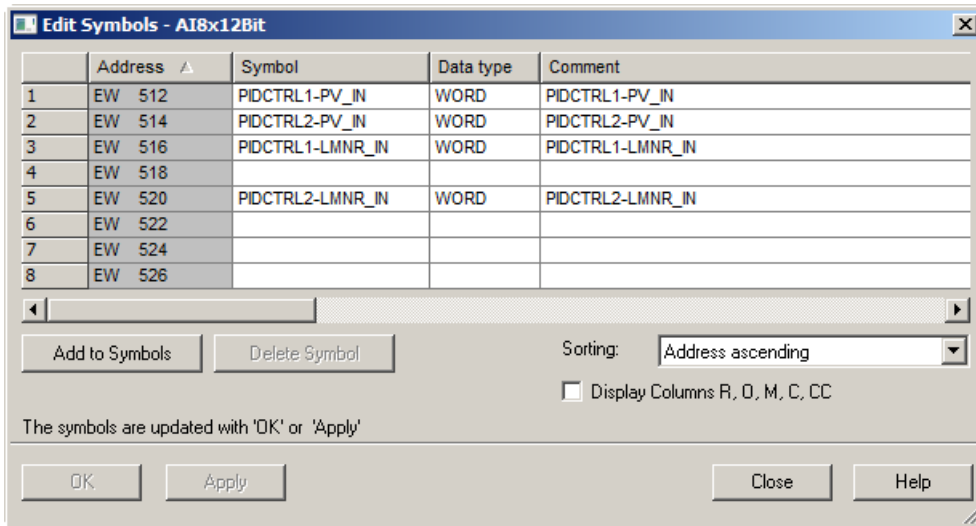 Edit Symbols - AI8x12Bit
Address Symbol Data type Comment
1 EW 512 PIDCTRL1-PV_IN WORD PIDCTRL1-PV_IN
2 EW 514 PIDCTRL2-PV_IN WORD PIDCTRL2-PV_IN
3 EW 516 PIDCTRL1-LMNR_IN WORD PIDCTRL1-LMNR_IN
4 EW 518
5 EW 520 PIDCTRL2-LMNR_IN WORD PIDCTRL2-LMNR_IN
6 EW 522
7 EW 524
8 EW 526
Add to Symbols Delete Symbol Sorting: Address ascending
Display Columns R, O, M, C, CC
The symbols are updated with 'OK' or 'Apply'
OK Apply Close Help